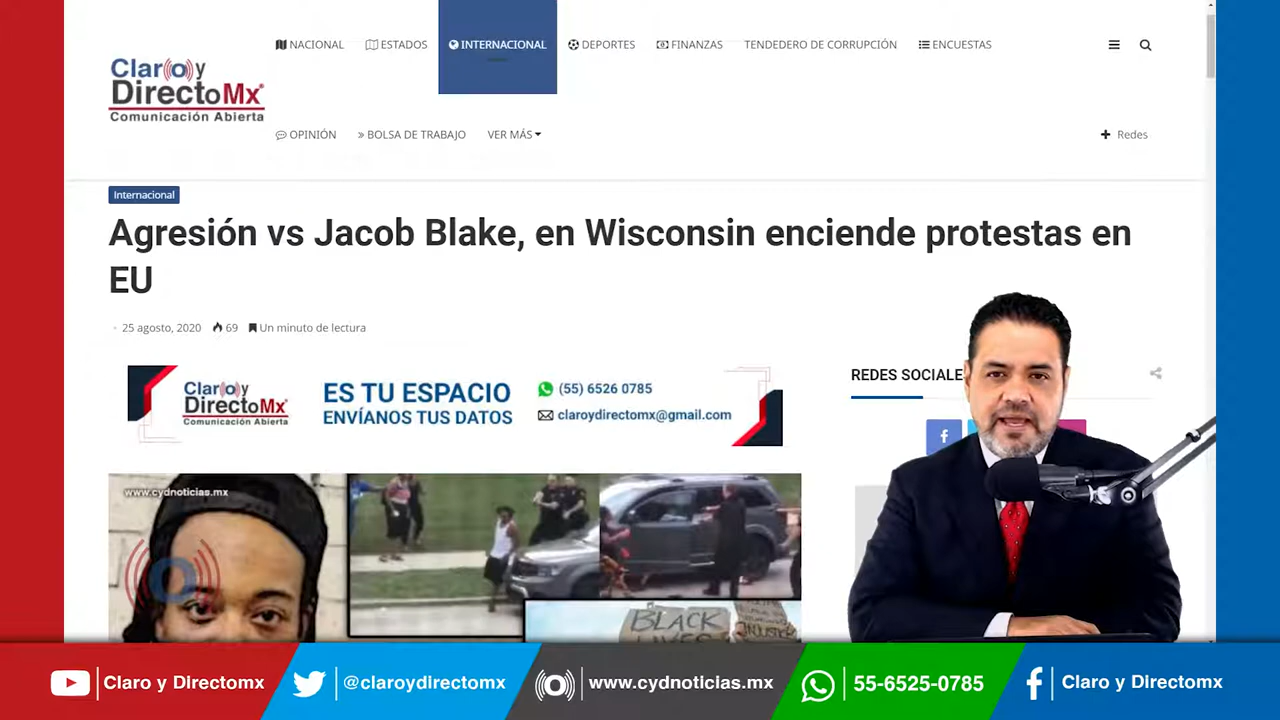 NACIONAL ESTADOS INTERNACIONAL DEPORTES FINANZAS TENDEDERO DE CORRUPCIÓN ENCUESTAS
Claro y
DirectoMx
Comunicación Abierta
OPINIÓN BOLSA DE TRABAJO VER MÁS Redes
Internacional
Agresión vs Jacob Blake, en Wisconsin enciende protestas en
EU
25 agosto, 2020 69 Un minuto de lectura
Claro y
DirectoMx
Comunicación Abierta
ES TU ESPACIO
ENVÍANOS TUS DATOS
(55) 6526 0785
claroydirectomx@gmail.com
REDES SOCIALE
www.cydnoticias.mx
BLACK
LIVES
Claro y Directomx @claroydirectomx www.cydnoticias.mx 55-6525-0785 Claro y Directomx